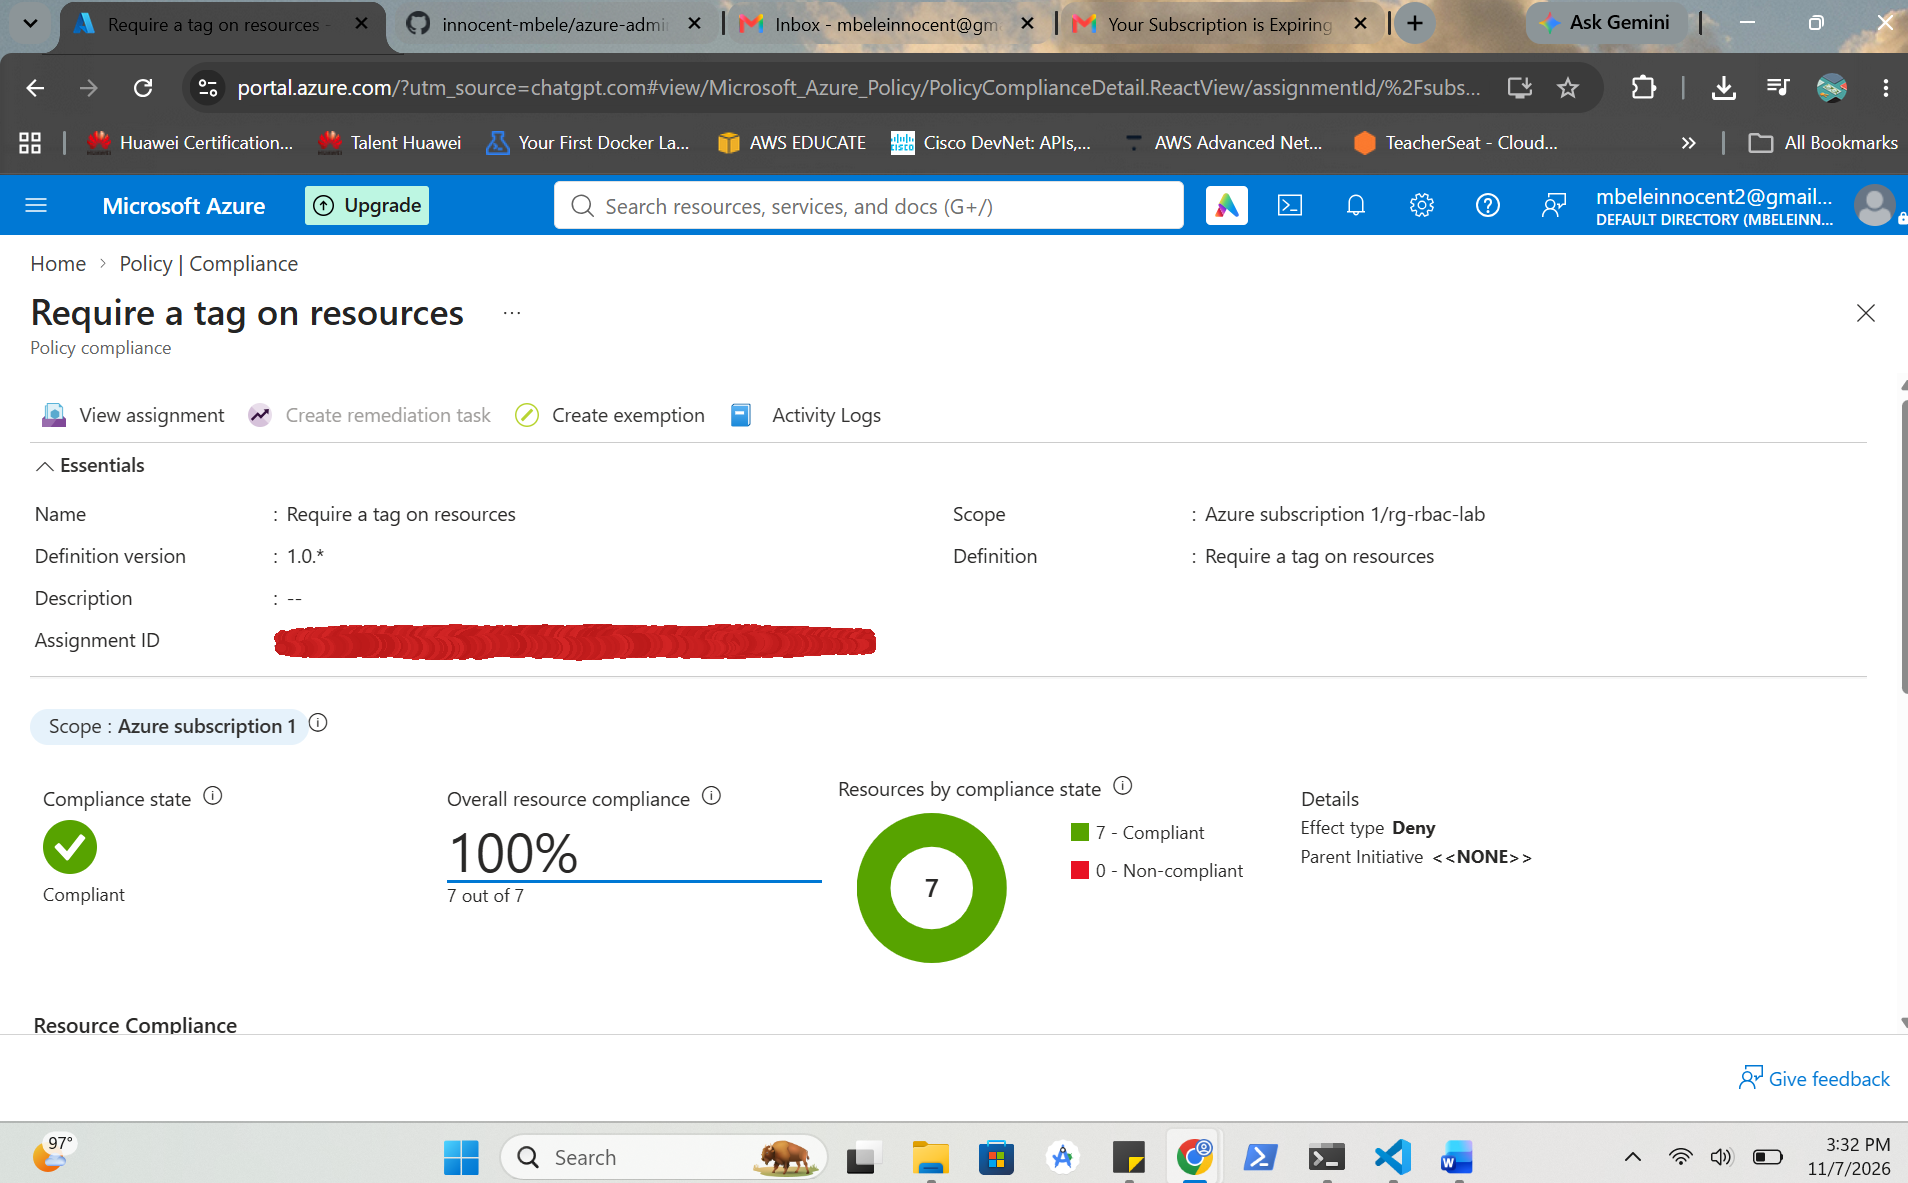 Require a tag on resources -
innocent-mbele/azure-admin
Inbox - mbeleinnocent@gm
Your Subscription is Expiring
Ask Gemini
portal.azure.com/?utm_source=chatgpt.com#view/Microsoft_Azure_Policy/PolicyComplianceDetail.ReactView/assignmentId/%2Fsubs...
Huawei Certification...
Talent Huawei
Your First Docker La...
AWS EDUCATE
Cisco DevNet: APIs,...
AWS Advanced Net...
TeacherSeat - Cloud...
All Bookmarks
Microsoft Azure
Upgrade
Search resources, services, and docs (G+/)
mbeleinnocent2@gmail...
DEFAULT DIRECTORY (MBELEINN...
Home > Policy | Compliance
Require a tag on resources ...
Policy compliance
View assignment
Create remediation task
Create exemption
Activity Logs
Essentials
Name : Require a tag on resources
Scope : Azure subscription 1/rg-rbac-lab
Definition version : 1.0.*
Definition : Require a tag on resources
Description : --
Assignment ID
Scope : Azure subscription 1
Compliance state
Compliant
Overall resource compliance
100%
7 out of 7
Resources by compliance state
7
7 - Compliant
0 - Non-compliant
Details
Effect type Deny
Parent Initiative <<NONE>>
Resource Compliance
Give feedback
97°
Search
3:32 PM
11/7/2026